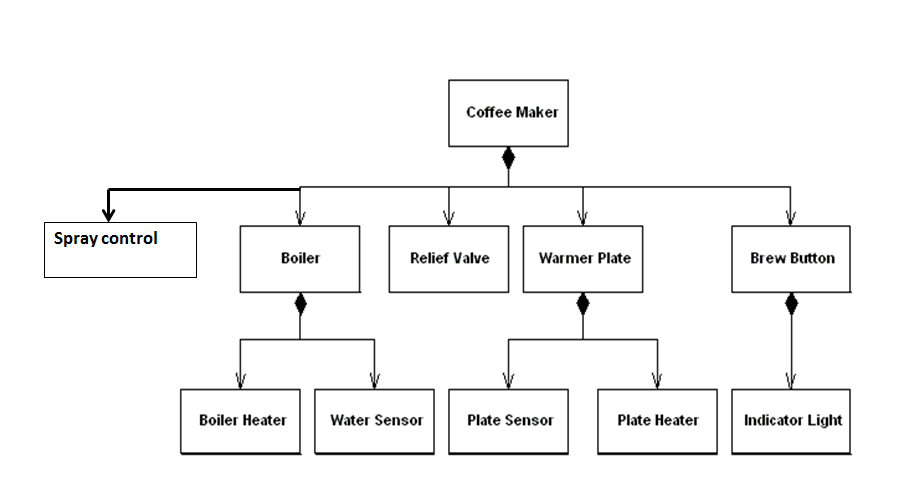 Coffee Maker
Spray control
Boiler
Relief Valve
Warmer Plate
Brew Button
Boiler Heater
Water Sensor
Plate Sensor
Plate Heater
Indicator Light